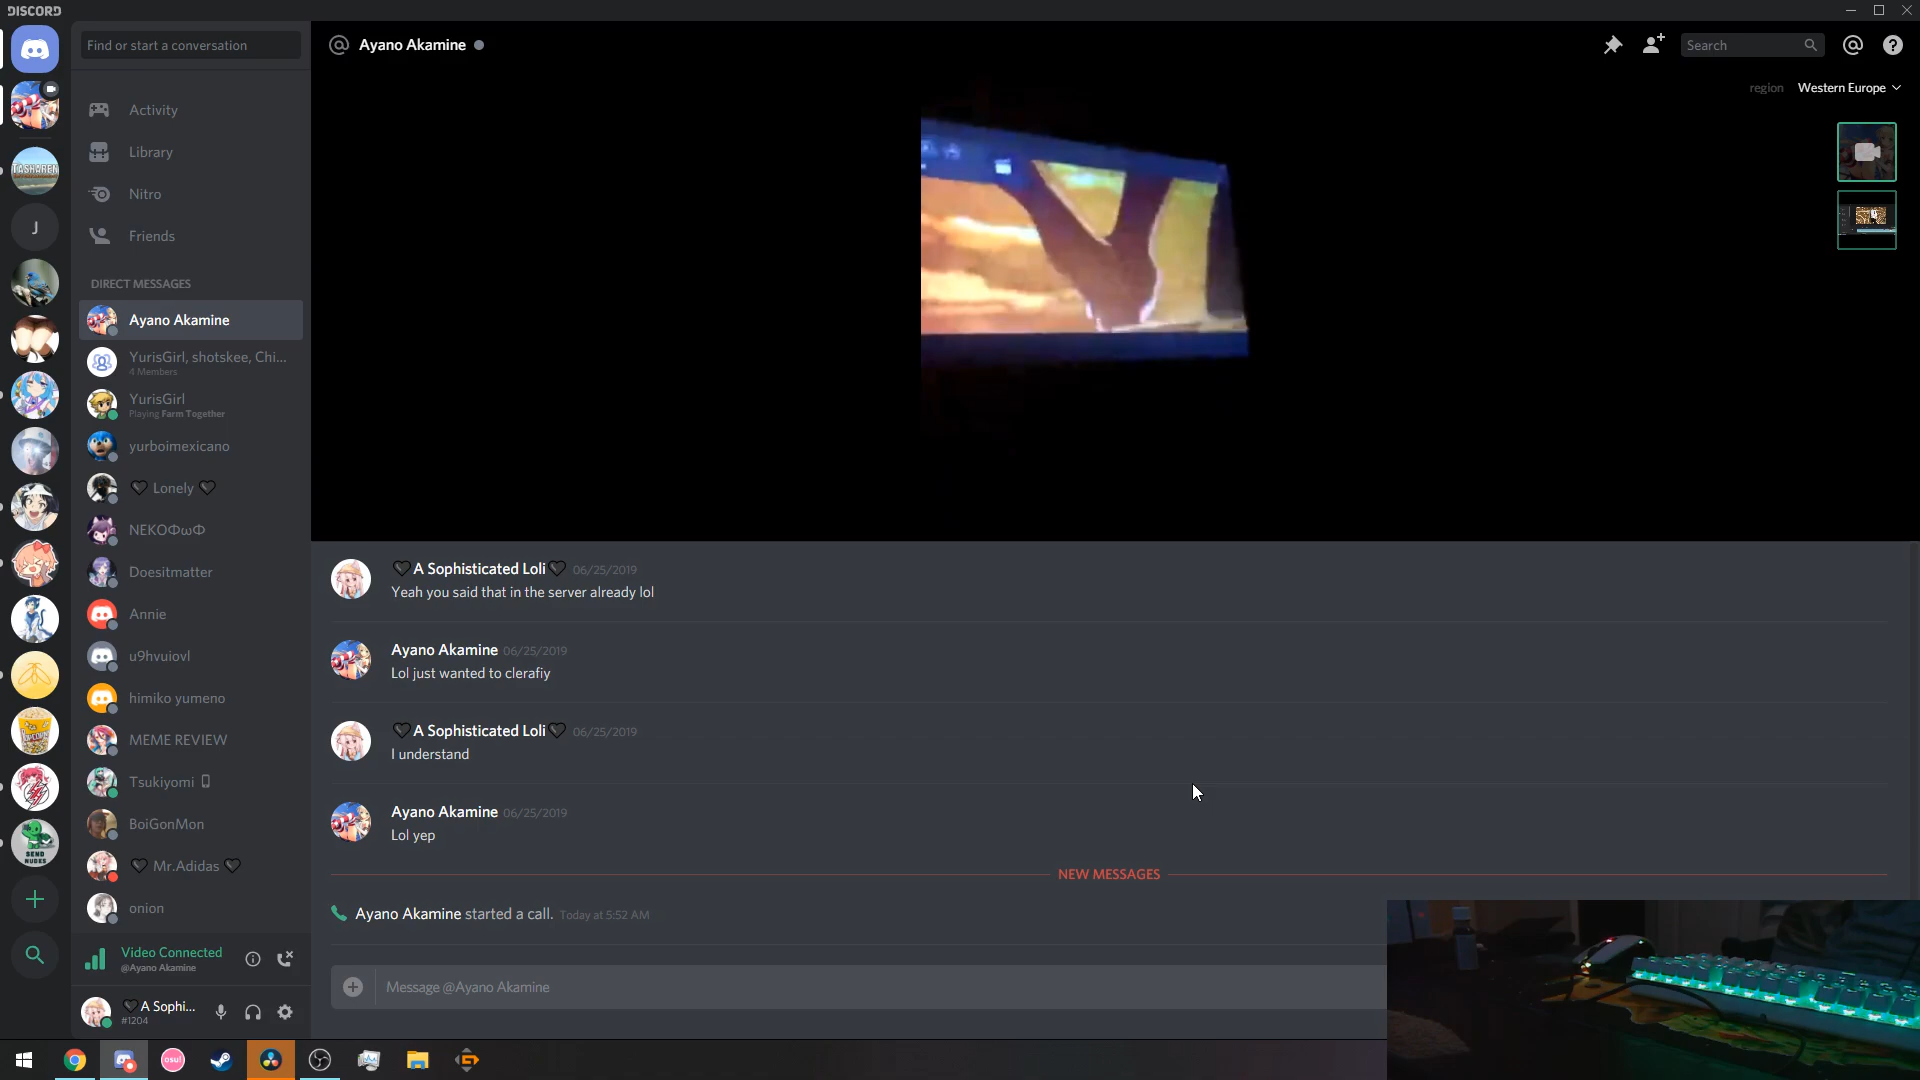 DISCORD
Find or start a conversation
Activity
Library
Nitro
Friends
DIRECT MESSAGES
Ayano Akamine
YurisGirl, shotskee, Chi...
4 Members
YurisGirl
Playing Farm Together
yurboimexicano
🖤 Lonely 🖤
NEKOΦωΦ
Doesitmatter
Annie
u9hvuiovl
himiko yumeno
MEME REVIEW
Tsukiyomi
BoiGonMon
🖤 Mr.Adidas 🖤
onion
Video Connected
@Ayano Akamine
🖤A Sophi...
#1204
TASHAREN
J
POPCORN
SEND
NUDES
Ayano Akamine
Search
region Western Europe
🖤A Sophisticated Loli🖤 06/25/2019
Yeah you said that in the server already lol
Ayano Akamine 06/25/2019
Lol just wanted to clerafiy
🖤A Sophisticated Loli🖤 06/25/2019
I understand
Ayano Akamine 06/25/2019
Lol yep
NEW MESSAGES
Ayano Akamine started a call. Today at 5:52 AM
Message @Ayano Akamine
osu!